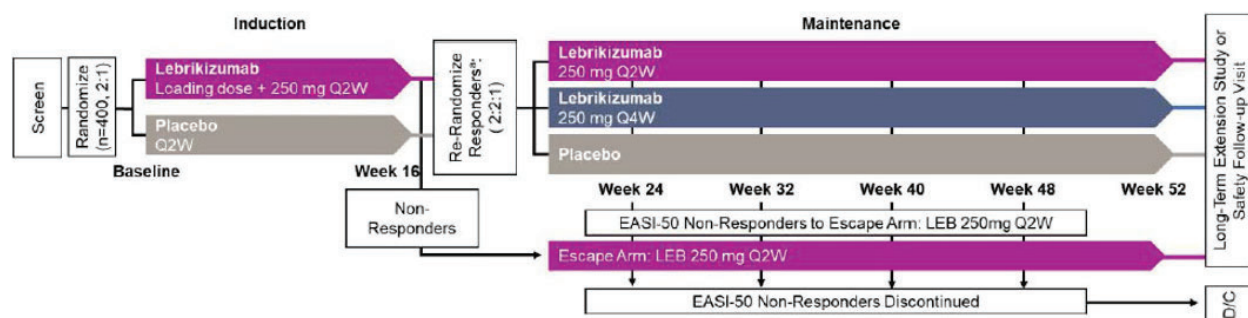 Induction
Maintenance
Screen
Randomize
(n=400, 2:1)
Lebrikizumab
Loading dose + 250 mg Q2W
Placebo
Q2W
Baseline
Week 16
Re-Randomize
Respondersᵃ:
( 2:2:1)
Non-
Responders
Lebrikizumab
250 mg Q2W
Lebrikizumab
250 mg Q4W
Placebo
Week 24
Week 32
Week 40
Week 48
Week 52
EASI-50 Non-Responders to Escape Arm: LEB 250mg Q2W
Escape Arm: LEB 250 mg Q2W
EASI-50 Non-Responders Discontinued
Long-Term Extension Study or
Safety Follow-up Visit
D/C